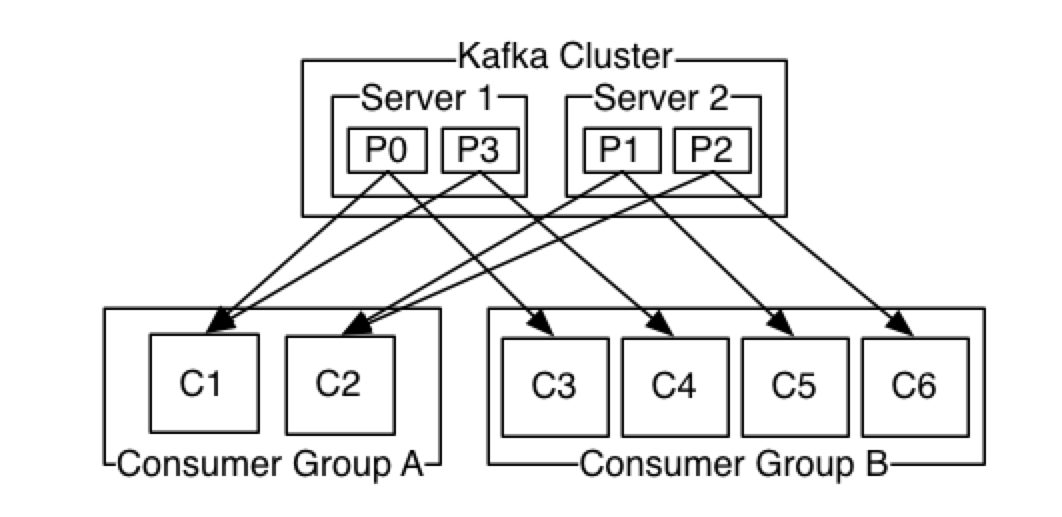 Kafka Cluster
Server 1 Server 2
P0 P3 P1 P2
C1 C2 C3 C4 C5 C6
Consumer Group A Consumer Group B